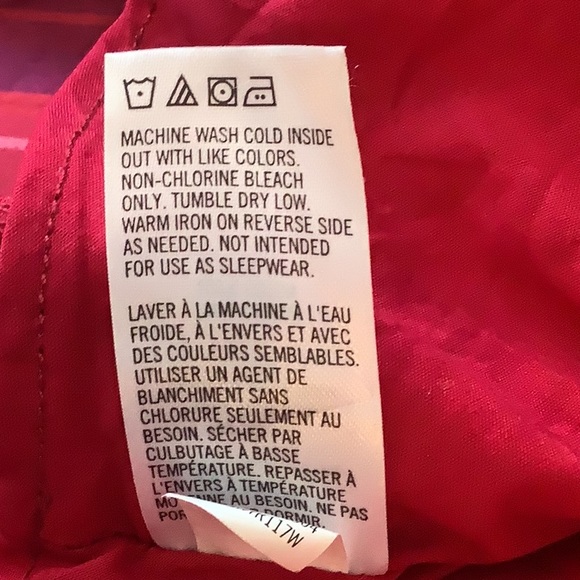 MACHINE WASH COLD INSIDE
OUT WITH LIKE COLORS.
NON-CHLORINE BLEACH
ONLY. TUMBLE DRY LOW.
WARM IRON ON REVERSE SIDE
AS NEEDED. NOT INTENDED
FOR USE AS SLEEPWEAR.
LAVER À LA MACHINE À L'EAU
FROIDE, À L'ENVERS ET AVEC
DES COULEURS SEMBLABLES.
UTILISER UN AGENT DE
BLANCHIMENT SANS
CHLORURE SEULEMENT AU
BESOIN. SÉCHER PAR
CULBUTAGE À BASSE
TEMPÉRATURE. REPASSER À
L'ENVERS À TEMPÉRATURE
AU BESOIN. NE PAS
DORMIR.